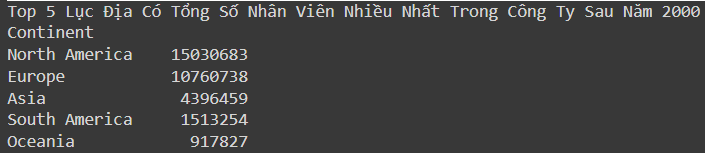 Top 5 Lục Địa Có Tổng Số Nhân Viên Nhiều Nhất Trong Công Ty Sau Năm 2000
Continent
North America    15030683
Europe           10760738
Asia              4396459
South America     1513254
Oceania            917827